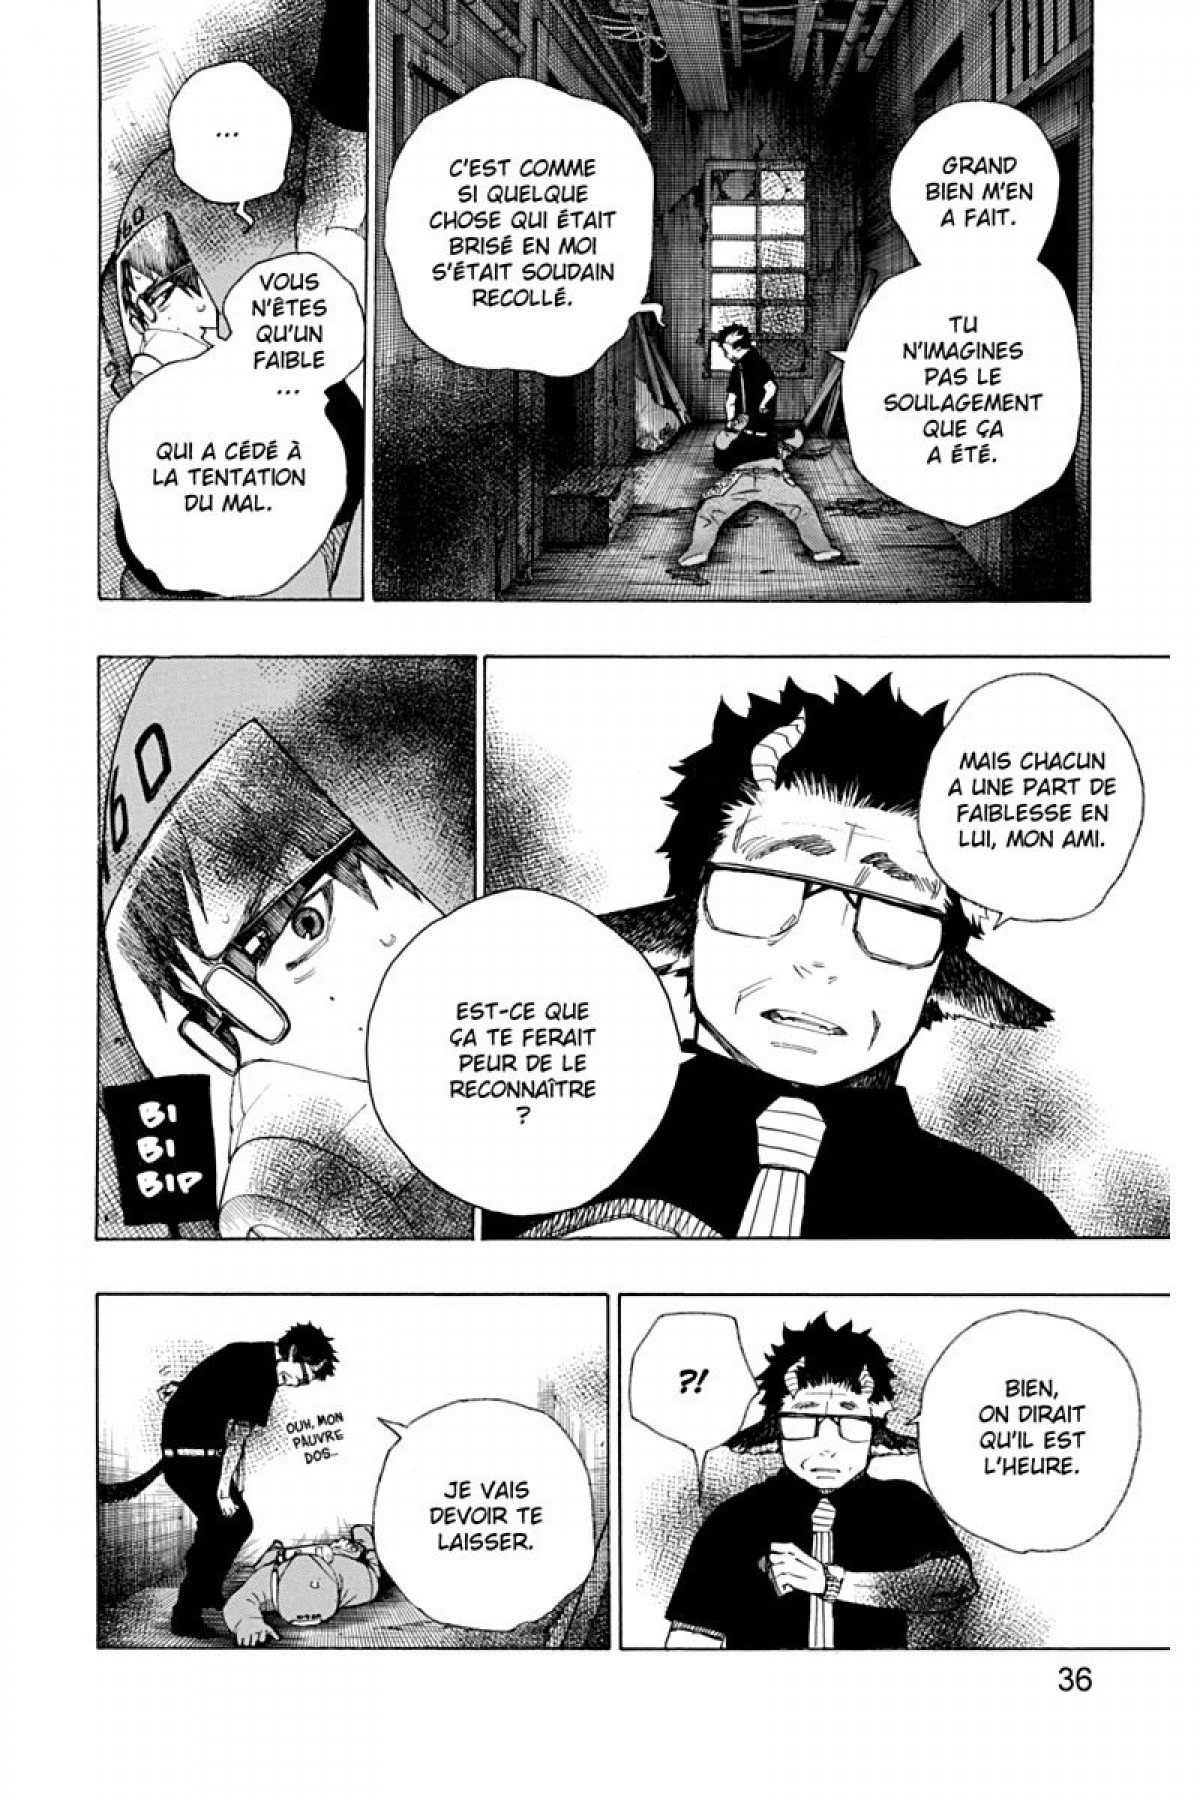 GRAND
BIEN M'EN
A FAIT.
TU
N'IMAGINES
PAS LE
SOULAGEMENT
QUE ÇA
A ÉTÉ.
C'EST COMME
SI QUELQUE
CHOSE QUI ÉTAIT
BRISÉ EN MOI
S'ÉTAIT SOUDAIN
RECOLLÉ.
...
VOUS
N'ÊTES
QU'UN
FAIBLE
...
QUI A CÉDÉ À
LA TENTATION
DU MAL.
MAIS CHACUN
A UNE PART DE
FAIBLESSE EN
LUI, MON AMI.
EST-CE QUE
ÇA TE FERAIT
PEUR DE LE
RECONNAÎTRE
?
60
BI
BI
BIP
BIEN,
ON DIRAIT
QU'IL EST
L'HEURE.
?!
JE VAIS
DEVOIR TE
LAISSER.
OUH, MON
PAUVRE
DOS...
36